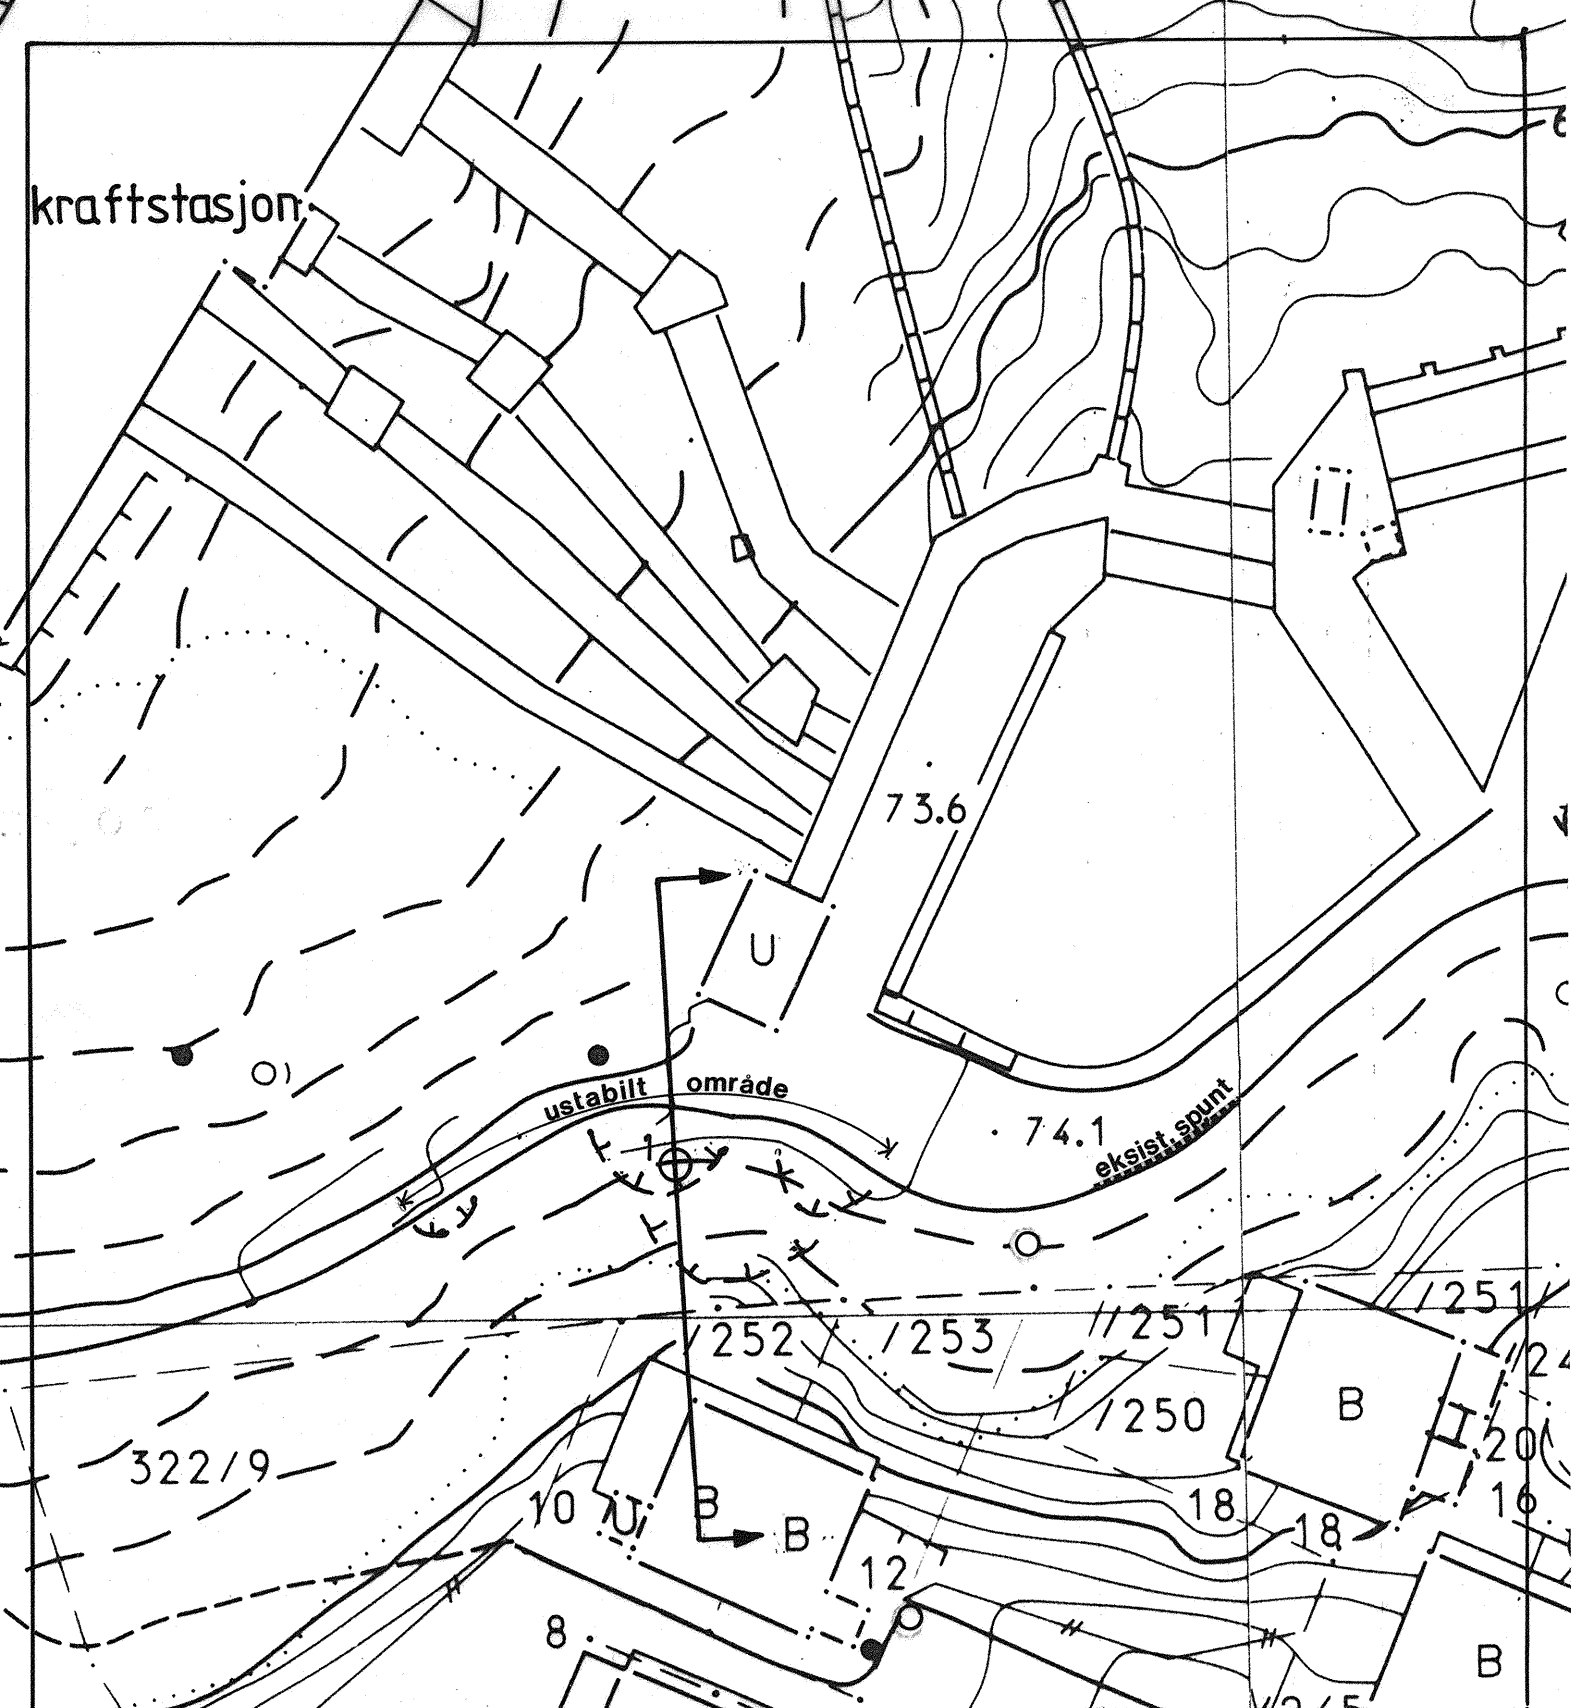 kraftstasjon
73.6
U
ustabilt område
74.1
eksist. spunt
1
/252
/253
/251
/251/
/250
B
20
16
322/9
10
U
B
B
18
18
12
8
B